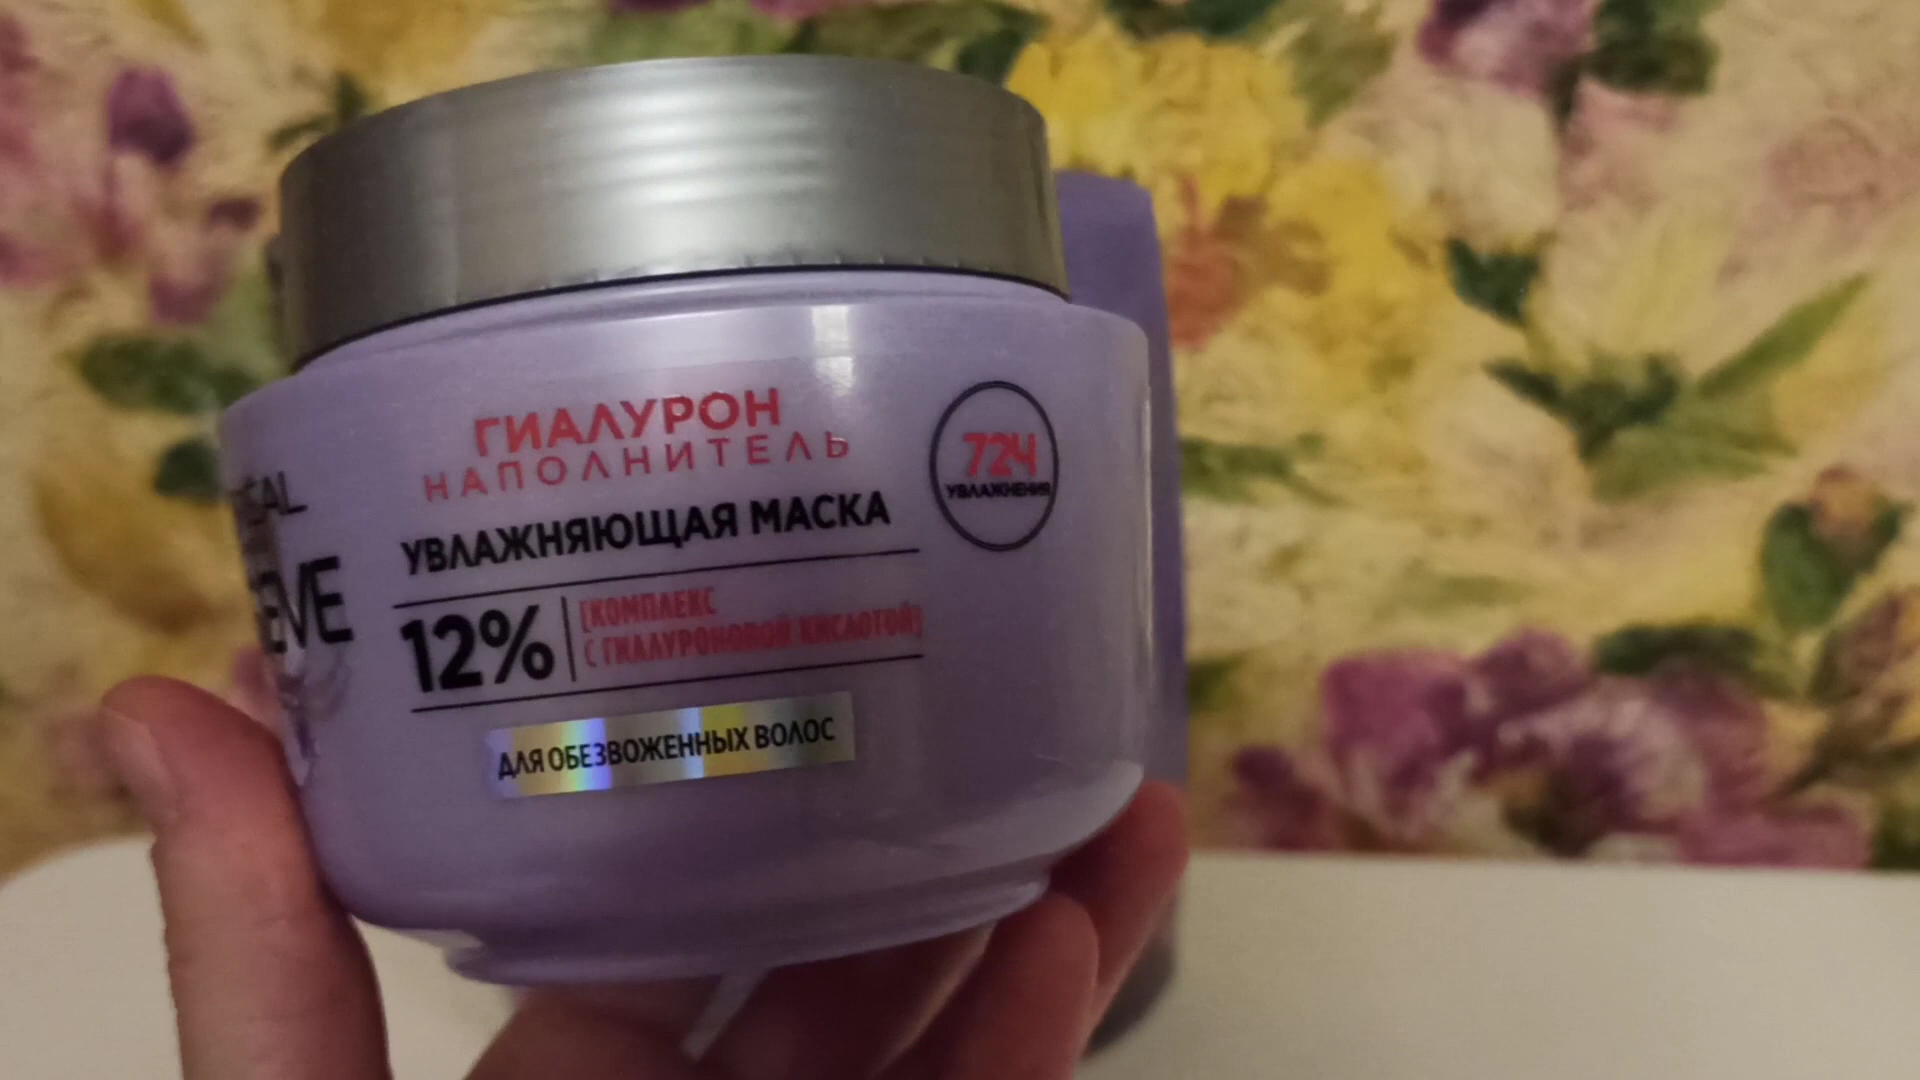 ГИАЛУРОН
НАПОЛНИТЕЛЬ
УВЛАЖНЯЮЩАЯ МАСКА
72Ч
УВЛАЖНЕНИЯ
12%
[КОМПЛЕКС
С ГИАЛУРОНОВОЙ КИСЛОТОЙ]
ДЛЯ ОБЕЗВОЖЕННЫХ ВОЛОС